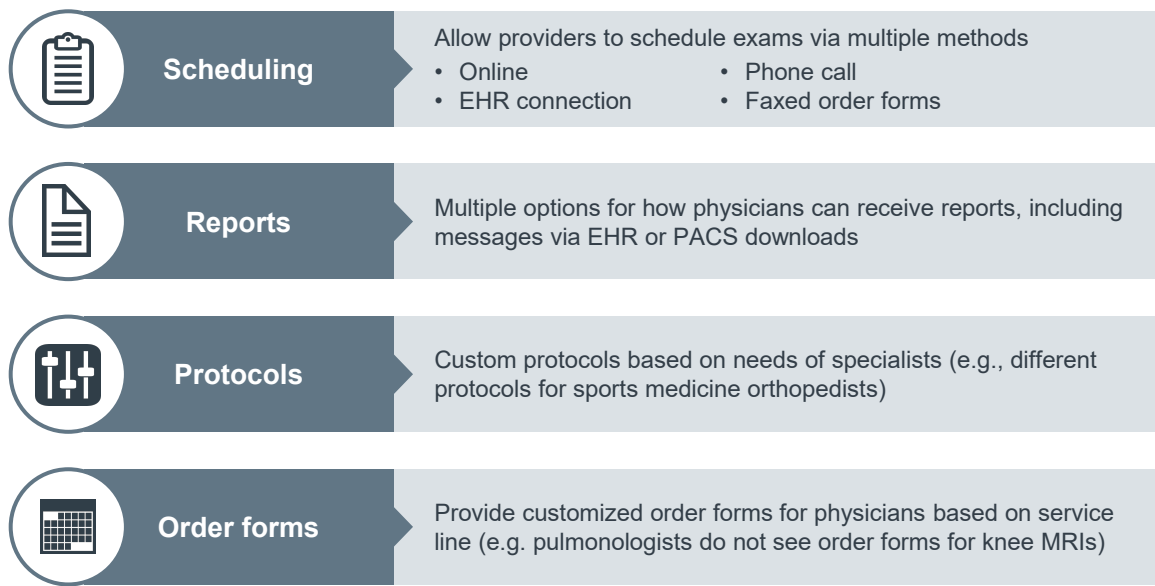 Scheduling
Allow providers to schedule exams via multiple methods
• Online
• Phone call
• EHR connection
• Faxed order forms
Reports
Multiple options for how physicians can receive reports, including
messages via EHR or PACS downloads
Protocols
Custom protocols based on needs of specialists (e.g., different
protocols for sports medicine orthopedists)
Order forms
Provide customized order forms for physicians based on service
line (e.g. pulmonologists do not see order forms for knee MRIs)